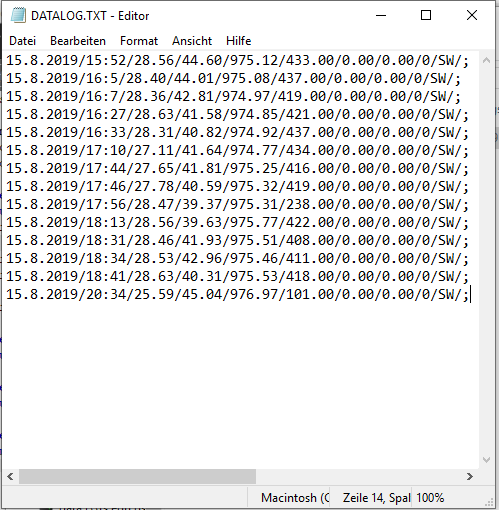 DATALOG.TXT - Editor
Datei Bearbeiten Format Ansicht Hilfe
15.8.2019/15:52/28.56/44.60/975.12/433.00/0.00/0.00/0/SW/;
15.8.2019/16:5/28.40/44.01/975.08/437.00/0.00/0.00/0/SW/;
15.8.2019/16:7/28.36/42.81/974.97/419.00/0.00/0.00/0/SW/;
15.8.2019/16:27/28.63/41.58/974.85/421.00/0.00/0.00/0/SW/;
15.8.2019/16:33/28.31/40.82/974.92/437.00/0.00/0.00/0/SW/;
15.8.2019/17:10/27.11/41.64/974.77/434.00/0.00/0.00/0/SW/;
15.8.2019/17:44/27.65/41.81/975.25/416.00/0.00/0.00/0/SW/;
15.8.2019/17:46/27.78/40.59/975.32/419.00/0.00/0.00/0/SW/;
15.8.2019/17:56/28.47/39.37/975.31/238.00/0.00/0.00/0/SW/;
15.8.2019/18:13/28.56/39.63/975.77/422.00/0.00/0.00/0/SW/;
15.8.2019/18:31/28.46/41.93/975.51/408.00/0.00/0.00/0/SW/;
15.8.2019/18:34/28.53/42.96/975.46/411.00/0.00/0.00/0/SW/;
15.8.2019/18:41/28.63/40.31/975.53/418.00/0.00/0.00/0/SW/;
15.8.2019/20:34/25.59/45.04/976.97/101.00/0.00/0.00/0/SW/;
Macintosh (C Zeile 14, Spal 100%